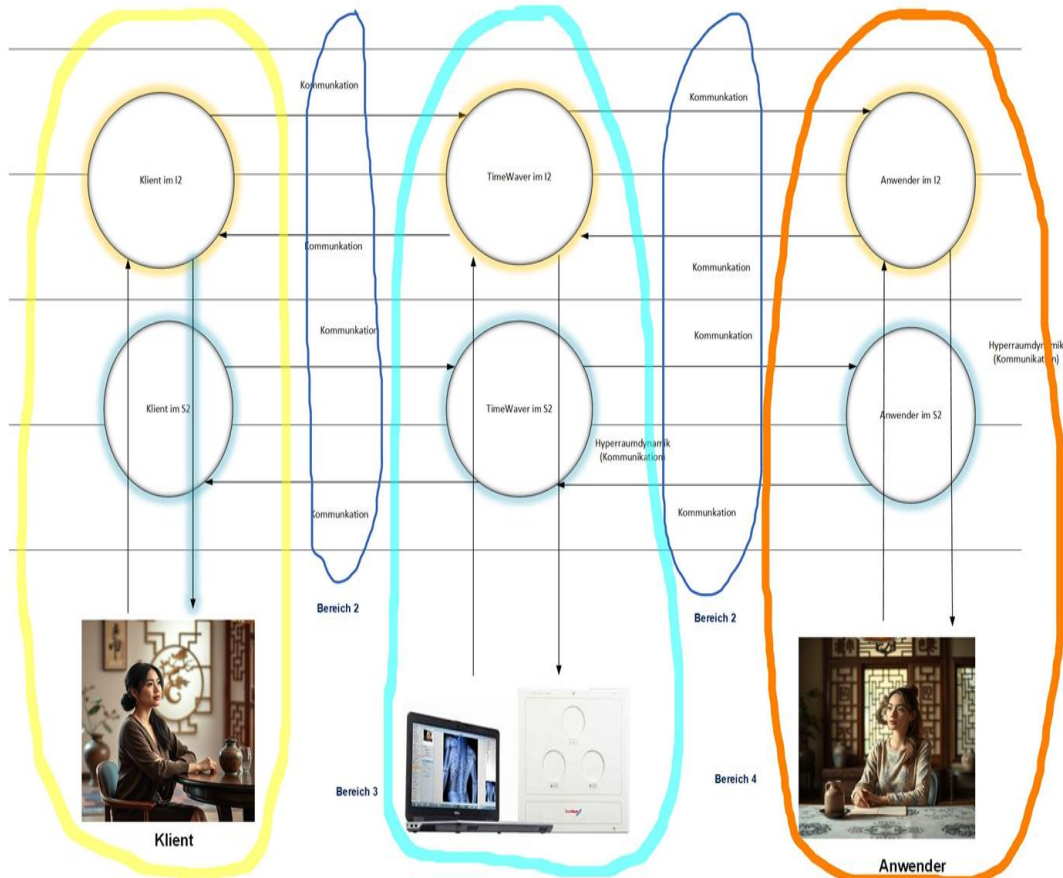 Kommunkation
Kommunkation
Klient im I2
TimeWaver im I2
Anwender im I2
Kommunkation
Kommunkation
Kommunkation
Kommunkation
Hyperraumdynamik
(Kommunikation)
Klient im S2
TimeWaver im S2
Anwender im S2
Hyperraumdynamik
(Kommunikation)
Kommunkation
Kommunkation
Bereich 2
Bereich 2
Bereich 3
Bereich 4
Klient
Anwender